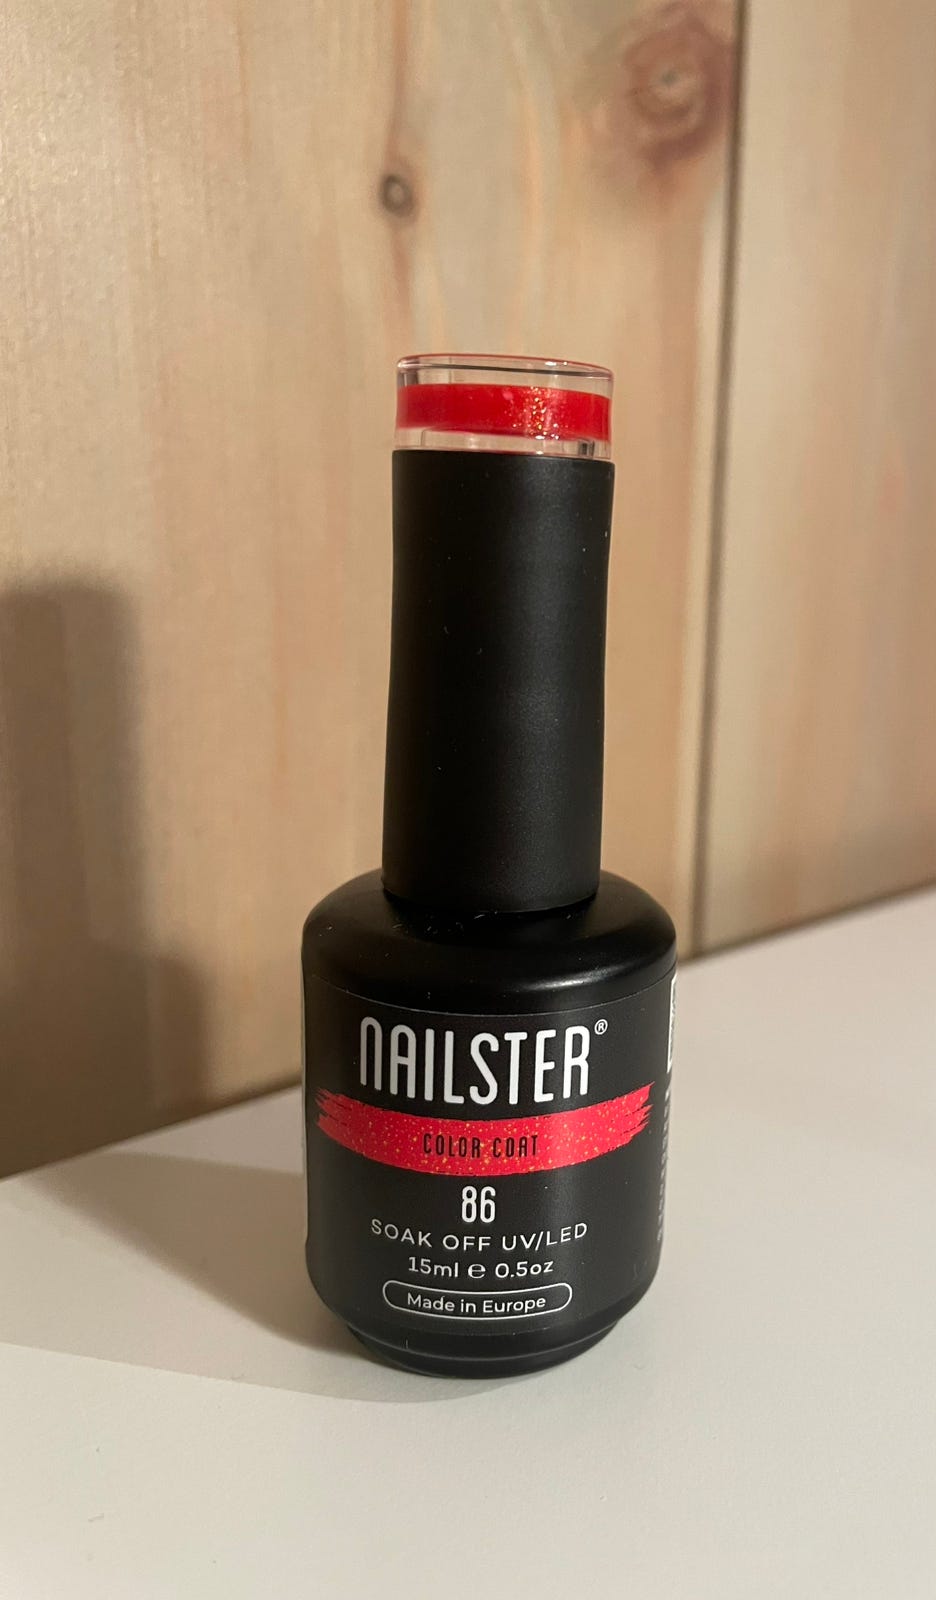 NAILSTER®
COLOR COAT
86
SOAK OFF UV/LED
15ml ℮ 0.5oz
Made in Europe